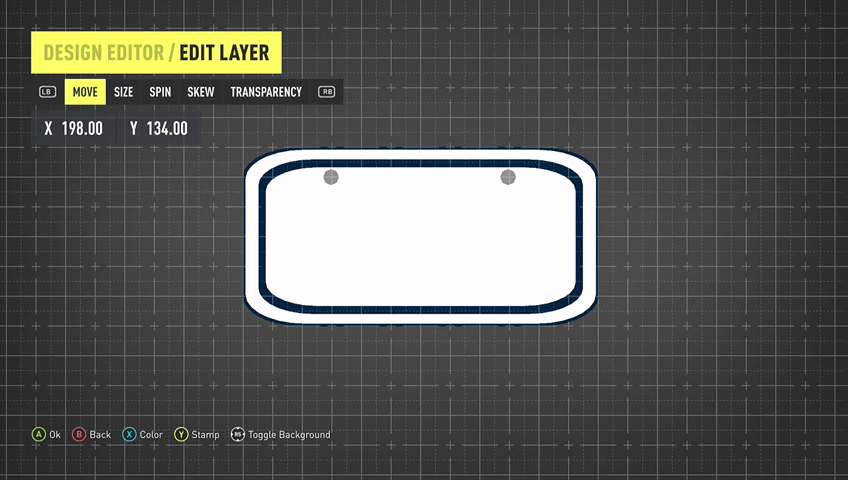 DESIGN EDITOR / EDIT LAYER
LB MOVE SIZE SPIN SKEW TRANSPARENCY RB
X 198.00 Y 134.00
A Ok B Back X Color Y Stamp RS Toggle Background